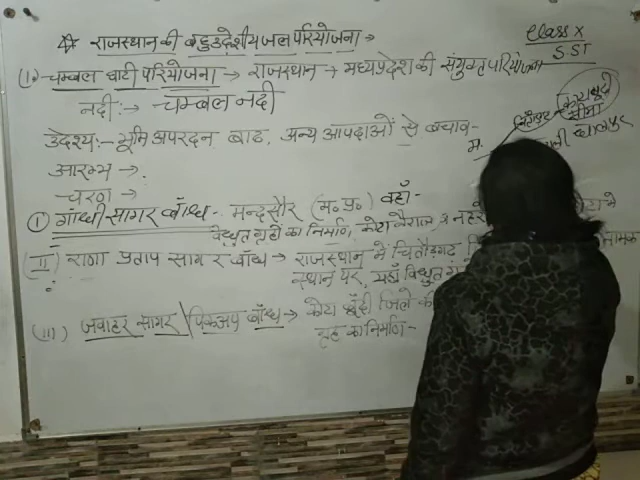 राजस्थान की बहुउद्देशीय जल परियोजना →
Class X
SST
(I) चम्बल घाटी परियोजना → राजस्थान → मध्यप्रदेश की संयुक्त परियोजना
नदी :→ चम्बल नदी
उदेश्य:- भूमि अपरदन बाढ, अन्य आपदाओं से बचाव-
आरम्भ →
चरण →
① गांधी सागर बाँध - मन्दसौर (म.प्र.) वहाँ-
विधुत ग्रहो का निर्माण, कोटा बैराज व नहरे
(II) राणा प्रताप सागर बाँध → राजस्थान में चितौड़गढ
स्थान पर, यहाँ विधुत
(III) जवाहर सागर \ पिकअप बाँध → कोटा बूँदी जिले की
गृह का निर्माण-